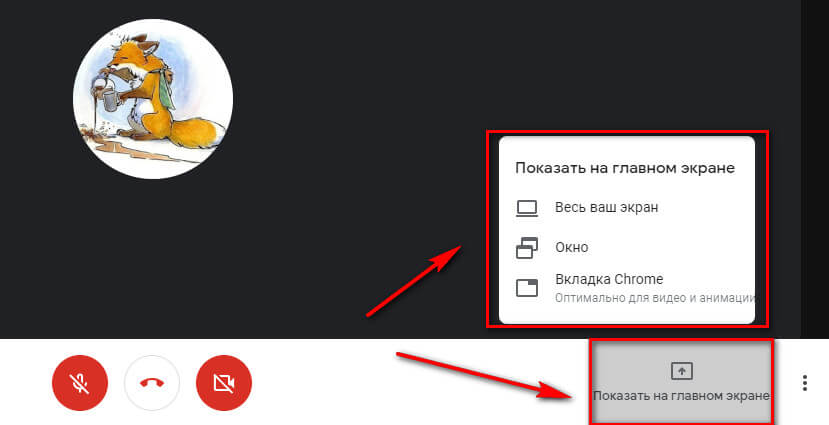 Показать на главном экране
Весь ваш экран
Окно
Вкладка Chrome
Оптимально для видео и анимации
Показать на главном экране